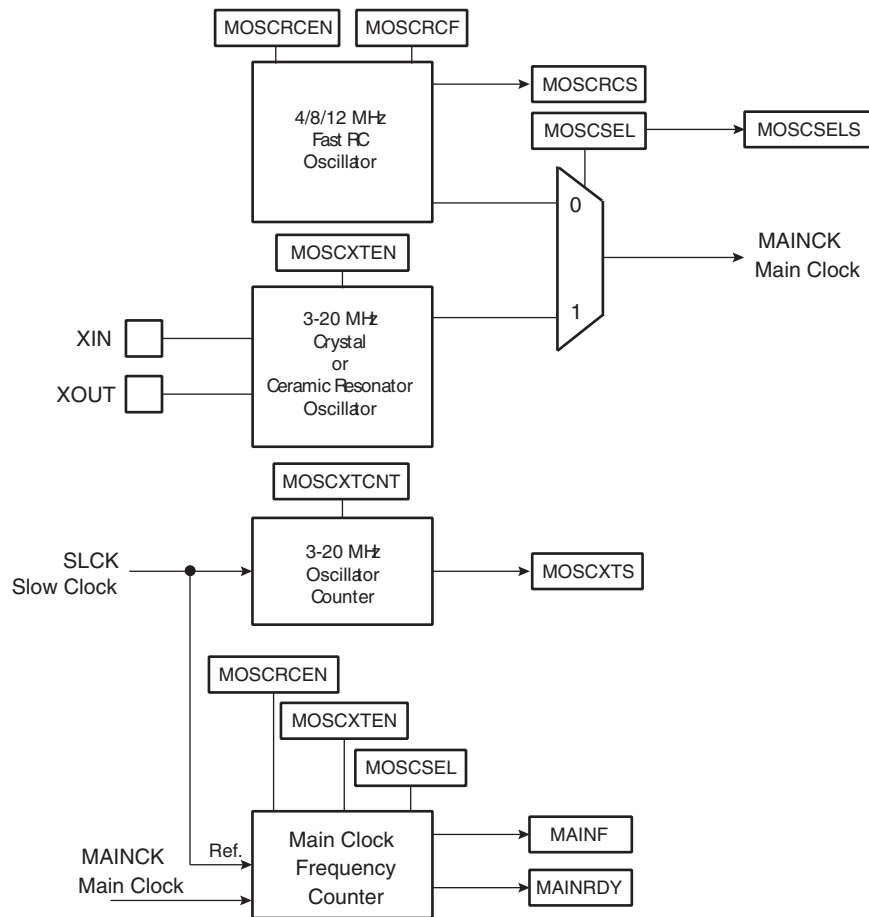 MOSCRCEN
MOSCRCF
4/8/12 MHz
Fast RC
Oscillator
MOSCRCS
MOSCSEL
MOSCSELS
0
MAINCK
Main Clock
MOSCXTEN
3-20 MHz
Crystal
or
Ceramic Resonator
Oscillator
1
XIN
XOUT
MOSCXTCNT
3-20 MHz
Oscillator
Counter
SLCK
Slow Clock
MOSCXTS
MOSCRCEN
MOSCXTEN
MOSCSEL
Main Clock
Frequency
Counter
Ref.
MAINCK
Main Clock
MAINF
MAINRDY